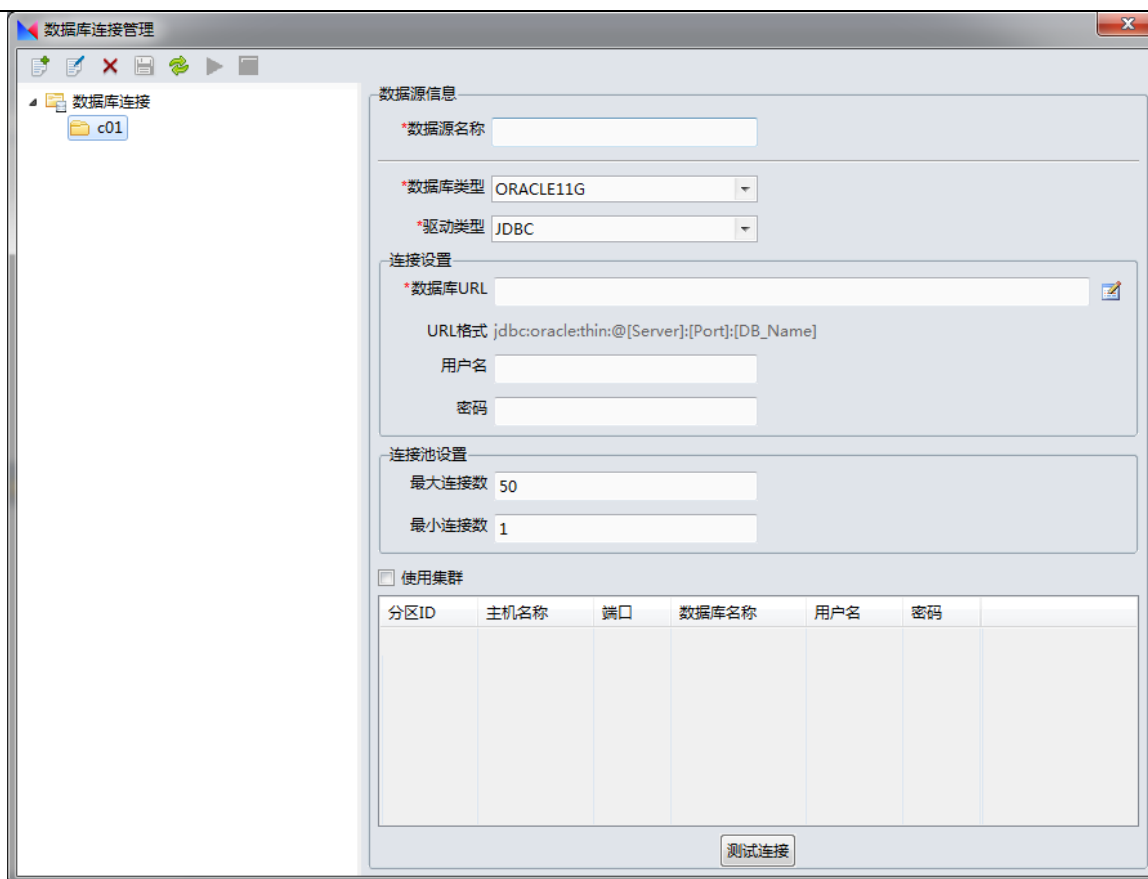 数据库连接管理
x
数据库连接
c01
数据源信息
*数据源名称
*数据库类型 ORACLE11G
*驱动类型 JDBC
连接设置
*数据库URL
URL格式 jdbc:oracle:thin:@[Server]:[Port]:[DB_Name]
用户名
密码
连接池设置
最大连接数 50
最小连接数 1
使用集群
分区ID 主机名称 端口 数据库名称 用户名 密码
测试连接